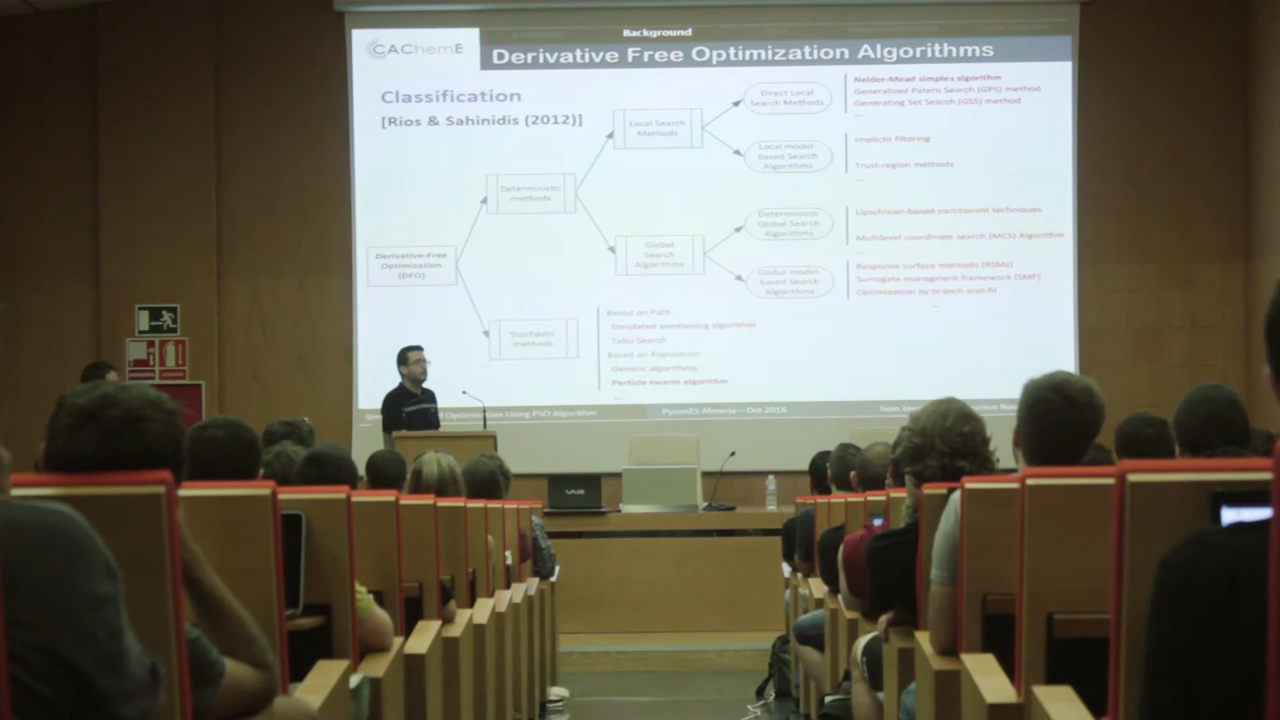 Background
CAChemE
Derivative Free Optimization Algorithms
Classification
[Rios & Sahinidis (2012)]
Derivative-Free
Optimization
(DFO)
Deterministic
methods
Stochastic
methods
Local Search
Methods
Global
Search
Algorithms
Direct Local
Search Methods
Local model-
based Search
Algorithms
Deterministic
Global Search
Algorithms
Global model-
based Search
Algorithms
Nelder-Mead simplex algorithm
Generalized Patern Search (GPS) method
Generating Set Search (GSS) method
...
Implicit filtering
Trust-region methods
...
Lipschitzian-based partitionint techniques
Multilevel coordinate search (MCS) Algorithm
...
Response surface methods (RSMs)
Surrogate managment framework (SMF)
Optimization by branch-and-fit
...
Based on Path
Simulated annelaning algorithm
Tabu Search
Based on Population
Genetic algorithms
Particle swarm algorithm
...
Optimization Using PSO Algorithm
PyconES Almeria – Oct 2016
Juan
VAIO